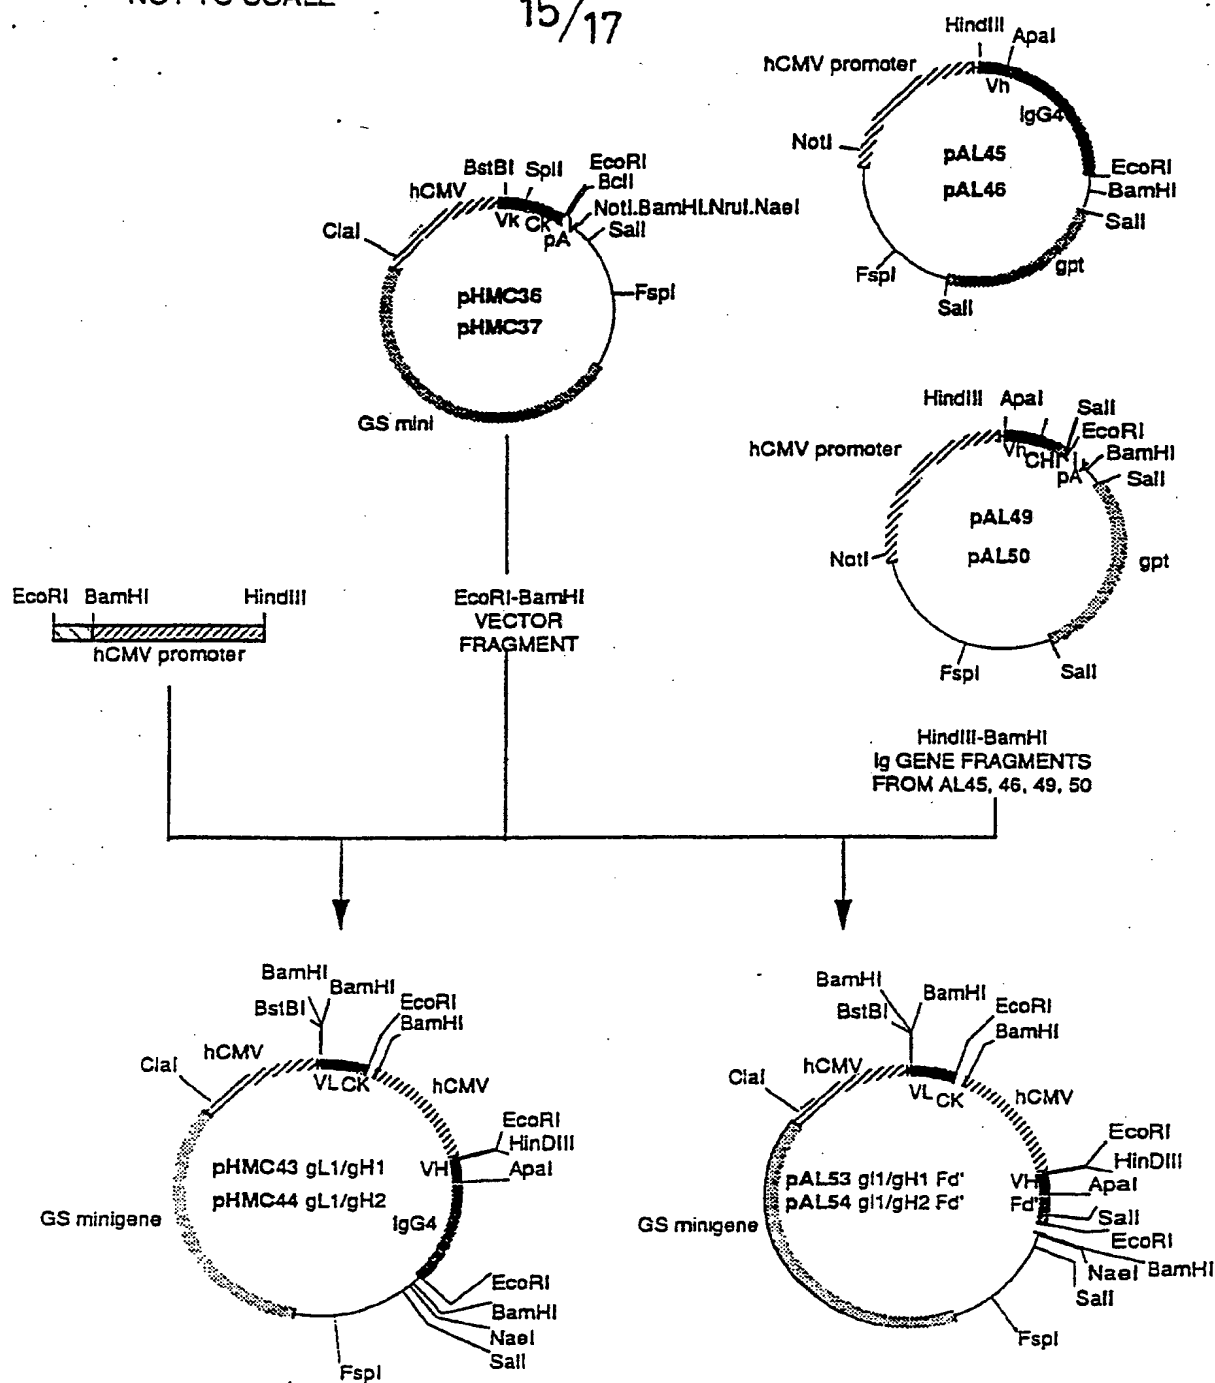 NOT TO SCALE
15/17
HindIII
ApaI
hCMV promoter
Vh
IgG4
NotI
pAL45
pAL46
EcoRI
BamHI
SalI
gpt
FspI
SalI
BstBI
SplI
EcoRI
BclI
hCMV
NotI.BamHI.NruI.NaeI
Vk
Ck
pA
SalI
ClaI
pHMC36
pHMC37
FspI
GS mini
HindIII
ApaI
SalI
EcoRI
hCMV promoter
Vh
CHI
BamHI
pA
SalI
pAL49
pAL50
NotI
gpt
FspI
SalI
EcoRI
BamHI
HindIII
hCMV promoter
EcoRI-BamHI
VECTOR
FRAGMENT
HindIII-BamHI
Ig GENE FRAGMENTS
FROM AL45, 46, 49, 50
BamHI
BamHI
BstBI
EcoRI
BamHI
hCMV
ClaI
VL
CK
hCMV
EcoRI
HinDIII
pHMC43 gL1/gH1
VH
ApaI
pHMC44 gL1/gH2
GS minigene
IgG4
EcoRI
BamHI
NaeI
SalI
FspI
BamHI
BamHI
BstBI
EcoRI
BamHI
hCMV
ClaI
VL
CK
hCMV
EcoRI
HinDIII
pAL53 gl1/gH1 Fd'
VH
ApaI
pAL54 gl1/gH2 Fd'
Fd'
SalI
GS minigene
EcoRI
BamHI
NaeI
SalI
FspI